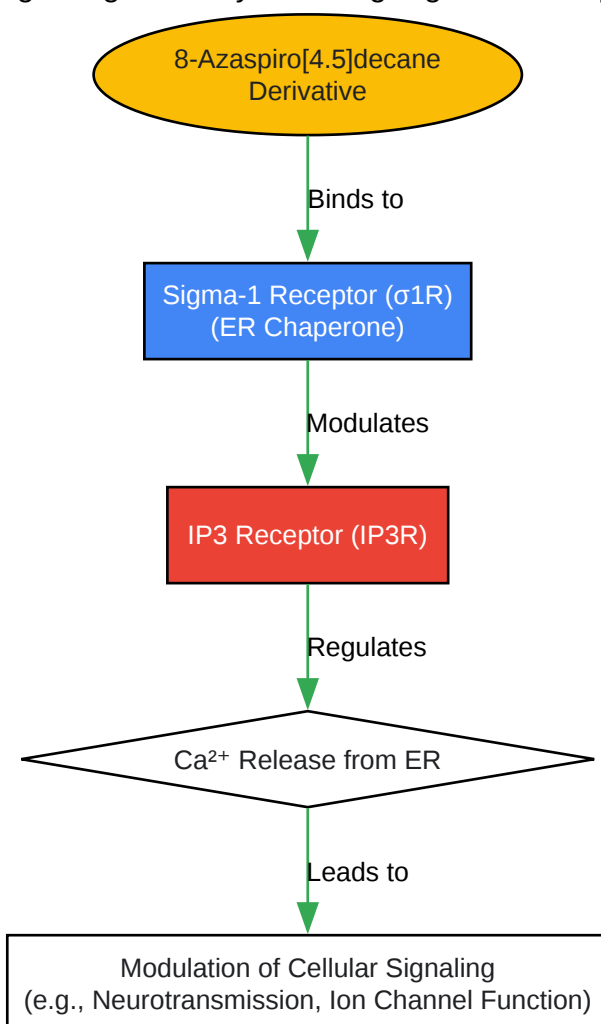 8-Azaspiro[4.5]decane
Derivative
Binds to
Sigma-1 Receptor (σ1R)
(ER Chaperone)
Modulates
IP3 Receptor (IP3R)
Regulates
Ca²⁺ Release from ER
Leads to
Modulation of Cellular Signaling
(e.g., Neurotransmission, Ion Channel Function)